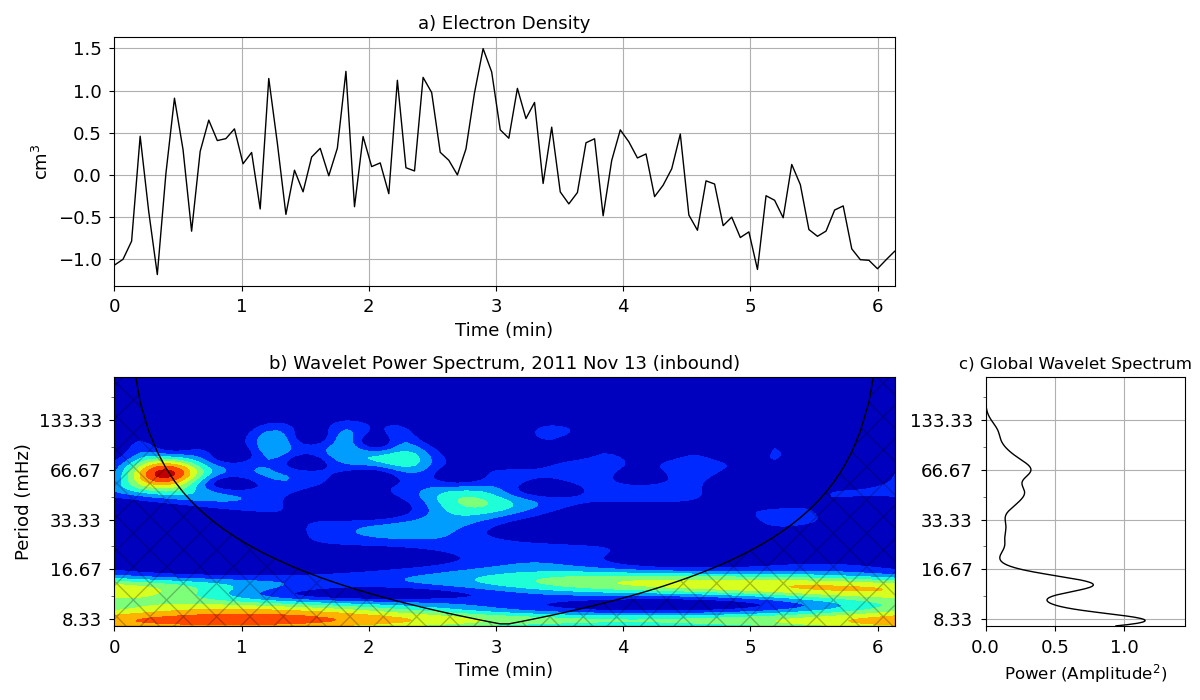 a) Electron Density
1.5
1.0
0.5
0.0
−0.5
−1.0
cm³
0 1 2 3 4 5 6
Time (min)
b) Wavelet Power Spectrum, 2011 Nov 13 (inbound)
133.33
66.67
33.33
16.67
8.33
Period (mHz)
0 1 2 3 4 5 6
Time (min)
c) Global Wavelet Spectrum
133.33
66.67
33.33
16.67
8.33
0.0 0.5 1.0
Power (Amplitude²)